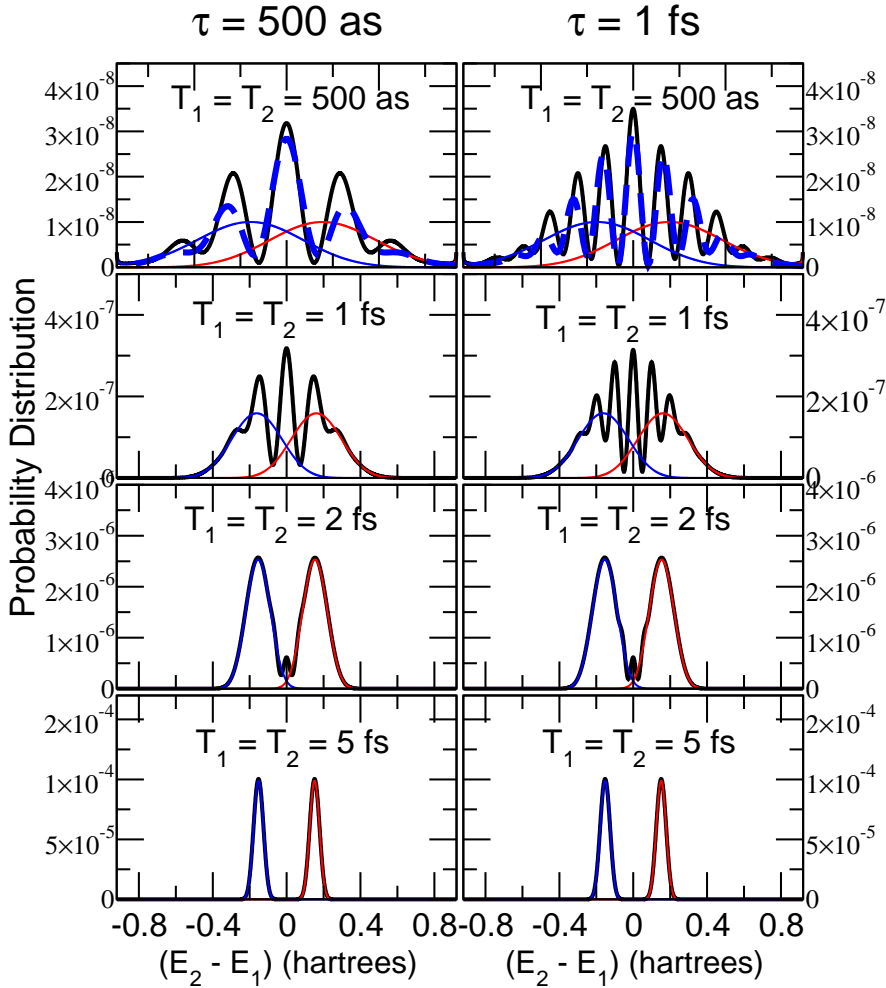 τ = 500 as τ = 1 fs
T₁ = T₂ = 500 as T₁ = T₂ = 500 as
4×10⁻⁸ 4×10⁻⁸
3×10⁻⁸ 3×10⁻⁸
2×10⁻⁸ 2×10⁻⁸
1×10⁻⁸ 1×10⁻⁸
0 0
T₁ = T₂ = 1 fs T₁ = T₂ = 1 fs
4×10⁻⁷ 4×10⁻⁷
2×10⁻⁷ 2×10⁻⁷
0 0
T₁ = T₂ = 2 fs T₁ = T₂ = 2 fs
4×10⁻⁶ 4×10⁻⁶
3×10⁻⁶ 3×10⁻⁶
2×10⁻⁶ 2×10⁻⁶
1×10⁻⁶ 1×10⁻⁶
0 0
T₁ = T₂ = 5 fs T₁ = T₂ = 5 fs
2×10⁻⁴ 2×10⁻⁴
1×10⁻⁴ 1×10⁻⁴
5×10⁻⁵ 5×10⁻⁵
0 0
Probability Distribution
-0.8 -0.4 0 0.4 0.8 -0.8 -0.4 0 0.4 0.8
(E₂ - E₁) (hartrees) (E₂ - E₁) (hartrees)